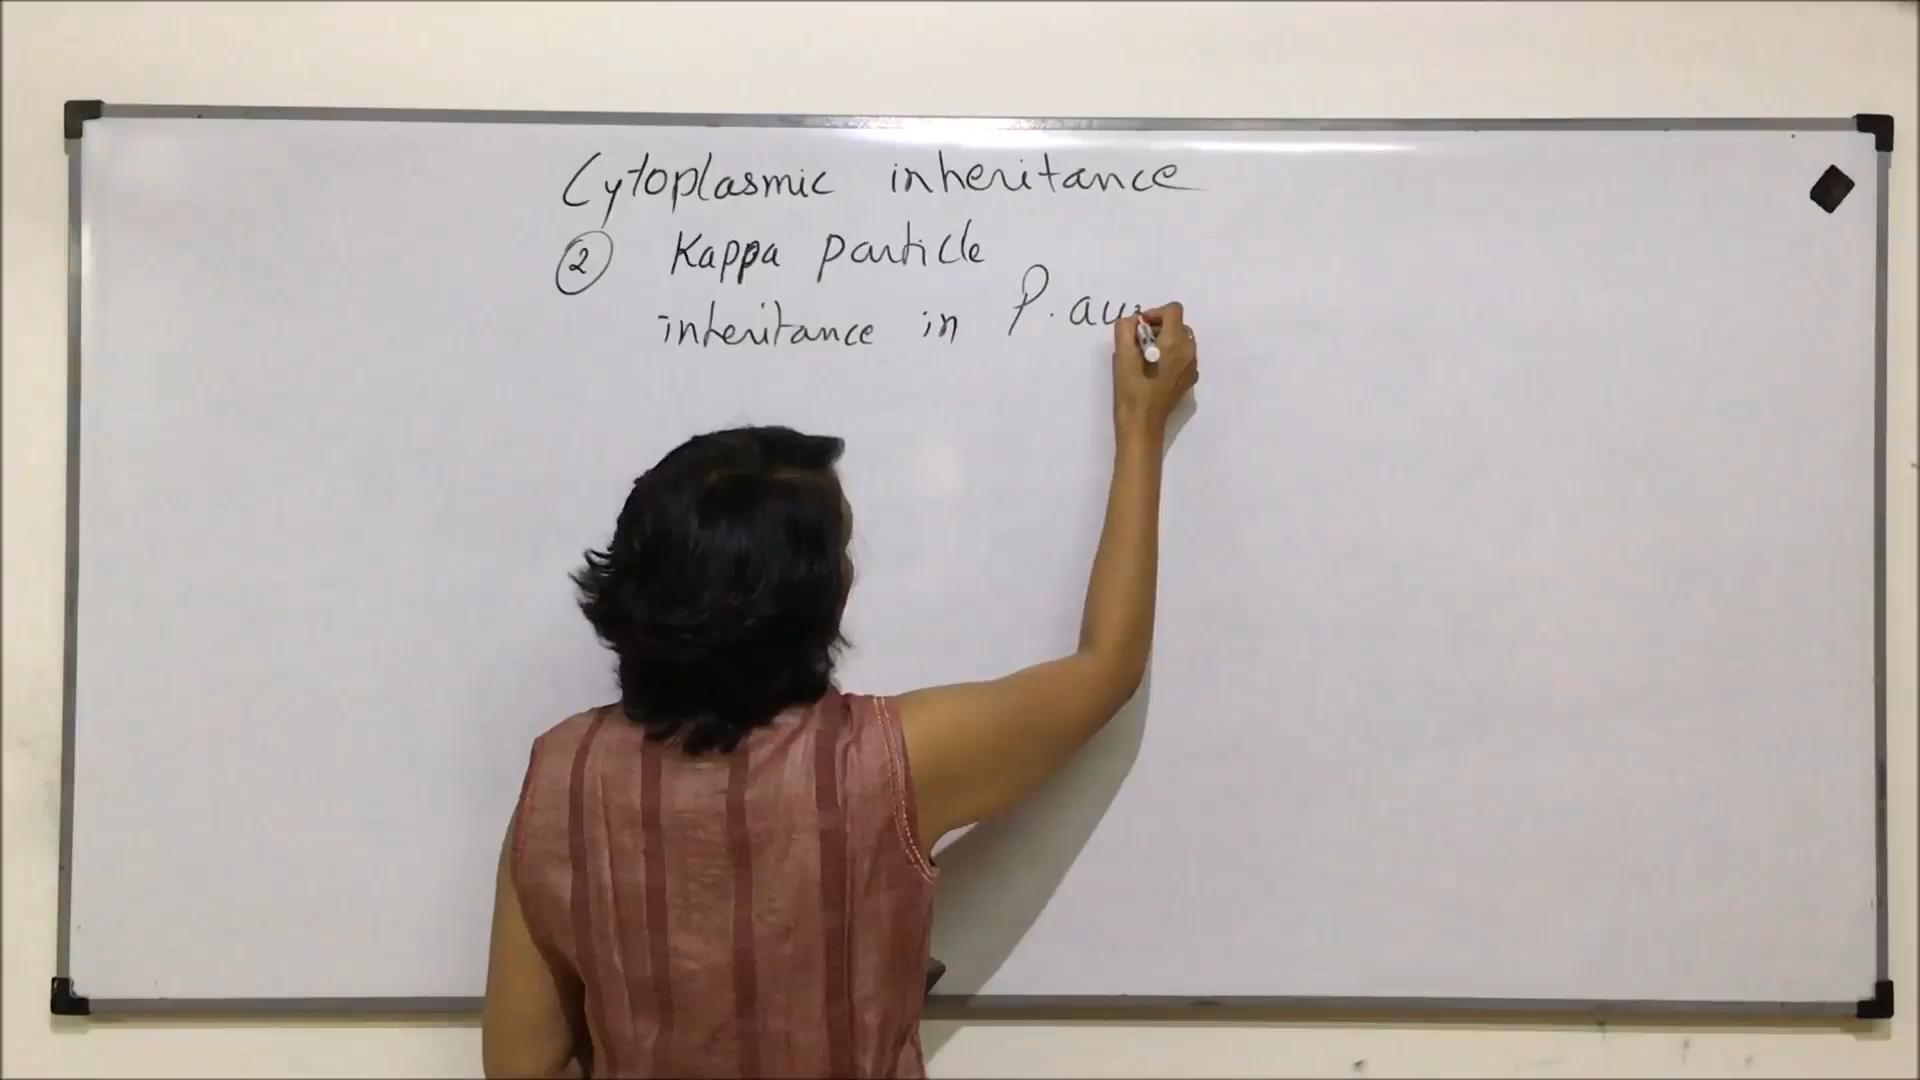 Cytoplasmic inheritance
② Kappa particle
inheritance in P. au